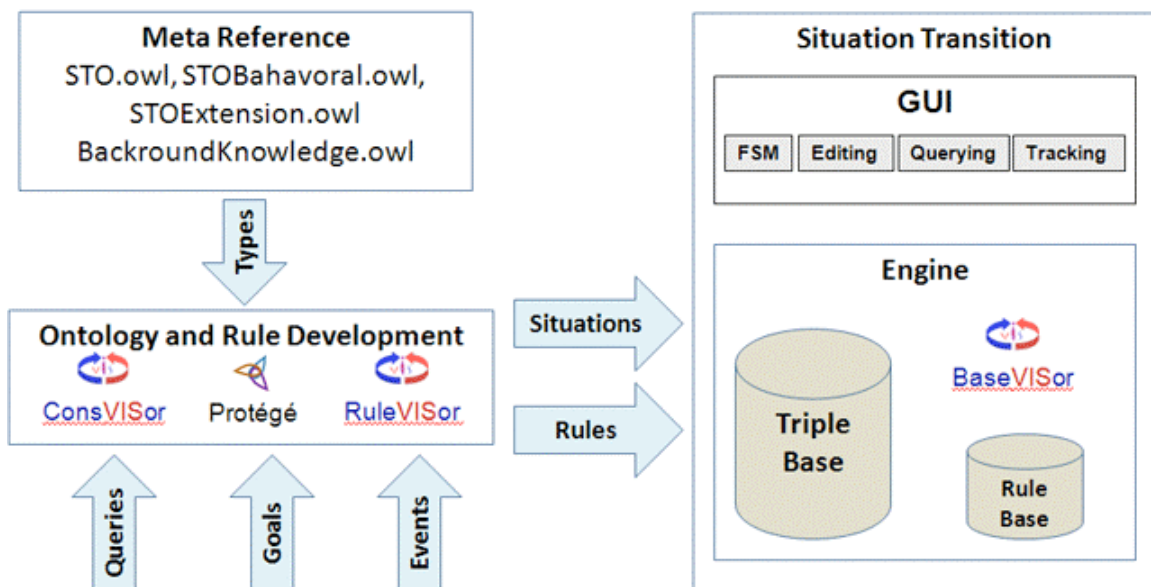 Meta Reference
STO.owl, STOBahavoral.owl,
STOExtension.owl
BackroundKnowledge.owl
Types
Ontology and Rule Development
ConsVISor
Protégé
RuleVISor
Queries
Goals
Events
Situations
Rules
Situation Transition
GUI
FSM
Editing
Querying
Tracking
Engine
BaseVISor
Triple
Base
Rule
Base